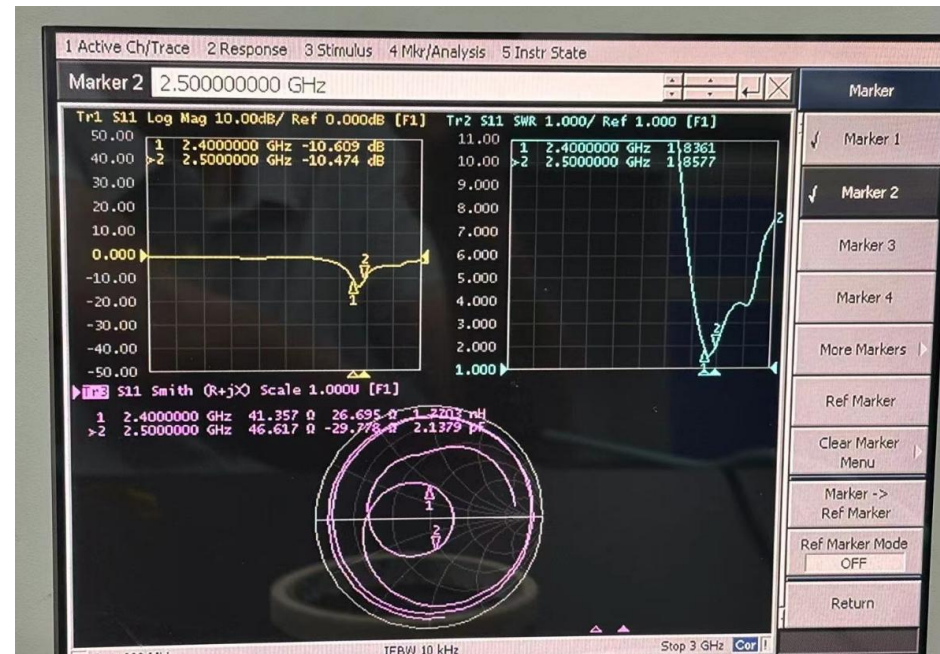 1 Active Ch/Trace 2 Response 3 Stimulus 4 Mkr/Analysis 5 Instr State
Marker 2 2.500000000 GHz
Tr1 S11 Log Mag 10.00dB/ Ref 0.000dB [F1]
50.00
40.00
30.00
20.00
10.00
0.000
-10.00
-20.00
-30.00
-40.00
-50.00
1 2.4000000 GHz -10.609 dB
>2 2.5000000 GHz -10.474 dB
2
1
Tr2 S11 SWR 1.000/ Ref 1.000 [F1]
11.00
10.00
9.000
8.000
7.000
6.000
5.000
4.000
3.000
2.000
1.000
1 2.4000000 GHz 1.8361
>2 2.5000000 GHz 1.8577
2
2
1
Tr3 S11 Smith (R+jX) Scale 1.000U [F1]
1 2.4000000 GHz 41.357 Ω 26.695 Ω nH
>2 2.5000000 GHz 46.617 Ω -29.778 Ω 2.1379 pF
1
2
IFBW 10 kHz
Stop 3 GHz Cor !
Marker
Marker 1
Marker 2
Marker 3
Marker 4
More Markers
Ref Marker
Clear Marker
Menu
Marker ->
Ref Marker
Ref Marker Mode
OFF
Return